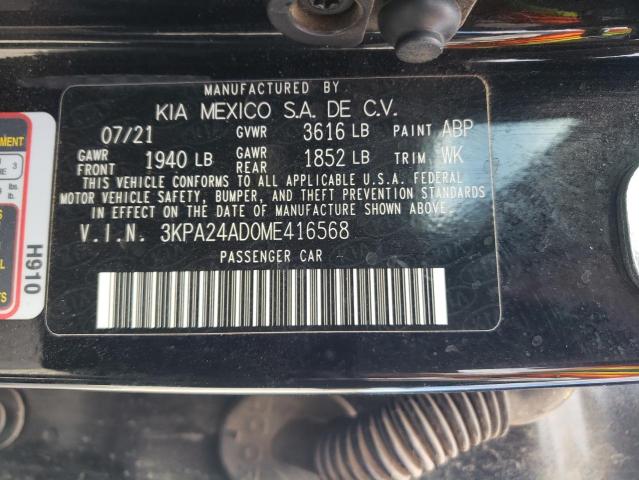 MANUFACTURED BY
KIA MEXICO S.A. DE C.V.
07/21 GVWR 3616 LB PAINT ABP
GAWR FRONT 1940 LB GAWR REAR 1852 LB TRIM WK
THIS VEHICLE CONFORMS TO ALL APPLICABLE U.S.A. FEDERAL
MOTOR VEHICLE SAFETY, BUMPER, AND THEFT PREVENTION STANDARDS
IN EFFECT ON THE DATE OF MANUFACTURE SHOWN ABOVE.
V.I.N. 3KPA24AD0ME416568
PASSENGER CAR
3
lbs.
H910